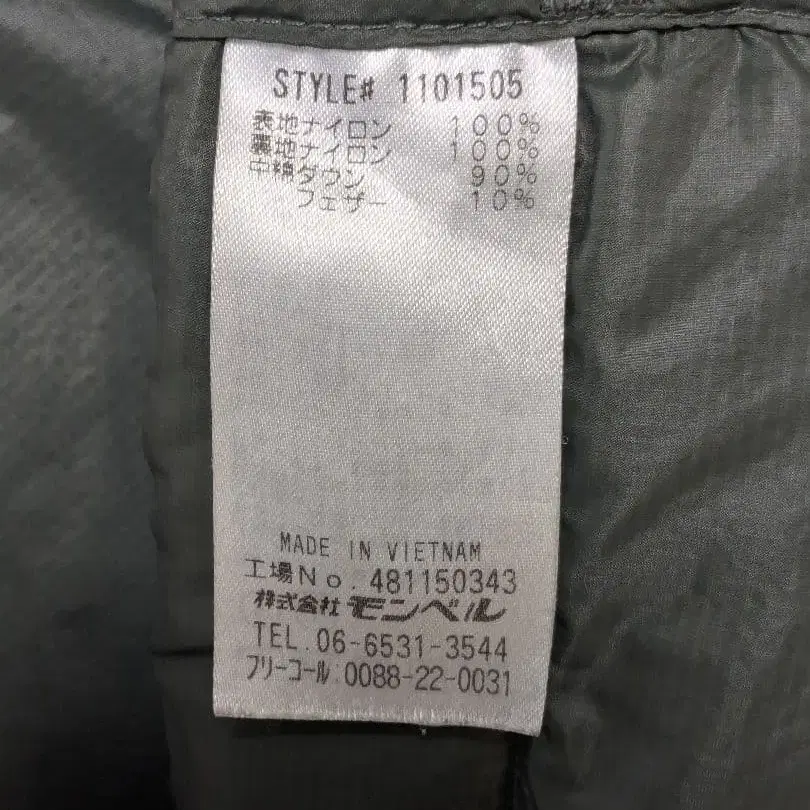 STYLE# 1101505
表地ナイロン 100%
裏地ナイロン 100%
中綿ダウン 90%
フェザー 10%
MADE IN VIETNAM
工場No. 481150343
株式会社モンベル
TEL. 06-6531-3544
フリーコール:0088-22-0031